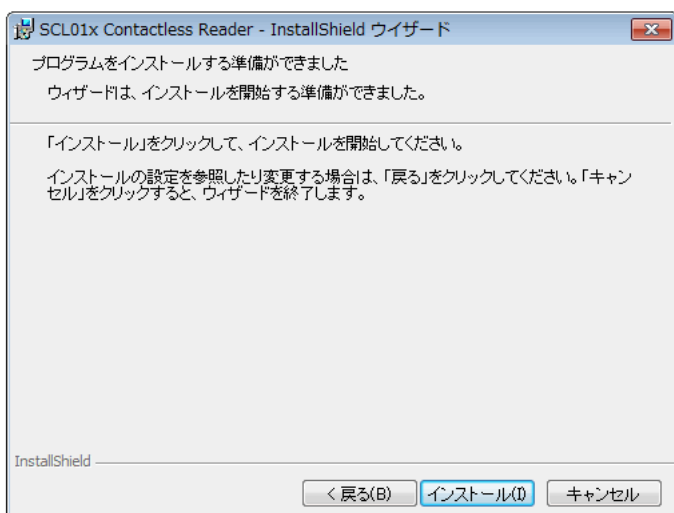 SCL01x Contactless Reader - InstallShield ウイザード
プログラムをインストールする準備ができました
ウィザードは、インストールを開始する準備ができました。
「インストール」をクリックして、インストールを開始してください。
インストールの設定を参照したり変更する場合は、「戻る」をクリックしてください。「キャン
セル」をクリックすると、ウィザードを終了します。
InstallShield
< 戻る(B) インストール(I) キャンセル